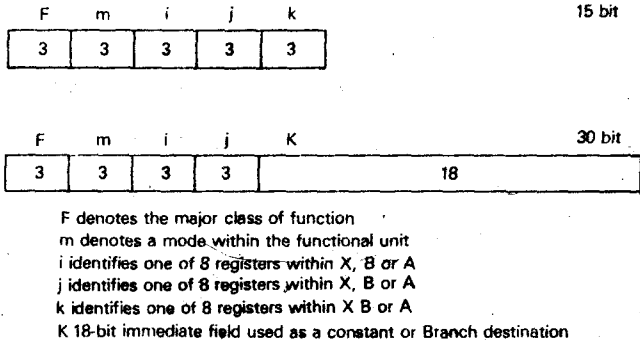 F m i j k 15 bit
3 3 3 3 3
F m i j K 30 bit
3 3 3 3 18
F denotes the major class of function
m denotes a mode within the functional unit
i identifies one of 8 registers within X, B or A
j identifies one of 8 registers within X, B or A
k identifies one of 8 registers within X B or A
K 18-bit immediate field used as a constant or Branch destination